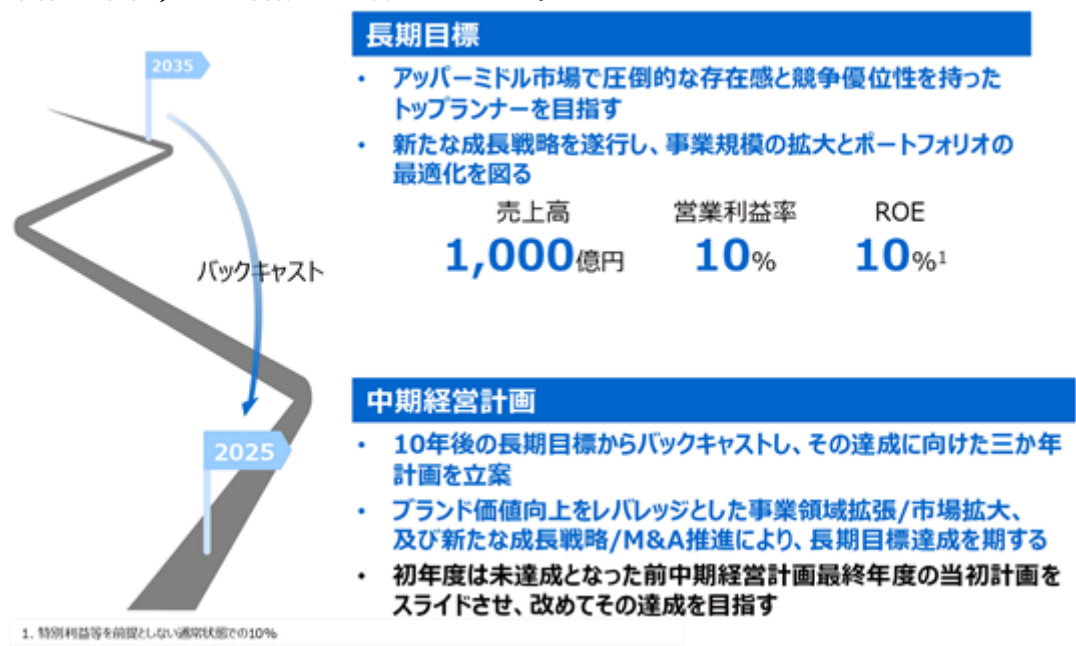 長期目標
2035
・ アッパーミドル市場で圧倒的な存在感と競争優位性を持った
トップランナーを目指す
・ 新たな成長戦略を遂行し、事業規模の拡大とポートフォリオの
最適化を図る
売上高 営業利益率 ROE
1,000億円 10% 10%1
バックキャスト
中期経営計画
2025
・ 10年後の長期目標からバックキャストし、その達成に向けた三か年
計画を立案
・ ブランド価値向上をレバレッジとした事業領域拡張/市場拡大、
及び新たな成長戦略/M&A推進により、長期目標達成を期する
・ 初年度は未達成となった前中期経営計画最終年度の当初計画を
スライドさせ、改めてその達成を目指す
1. 特別利益等を前提としない通常状態での10%